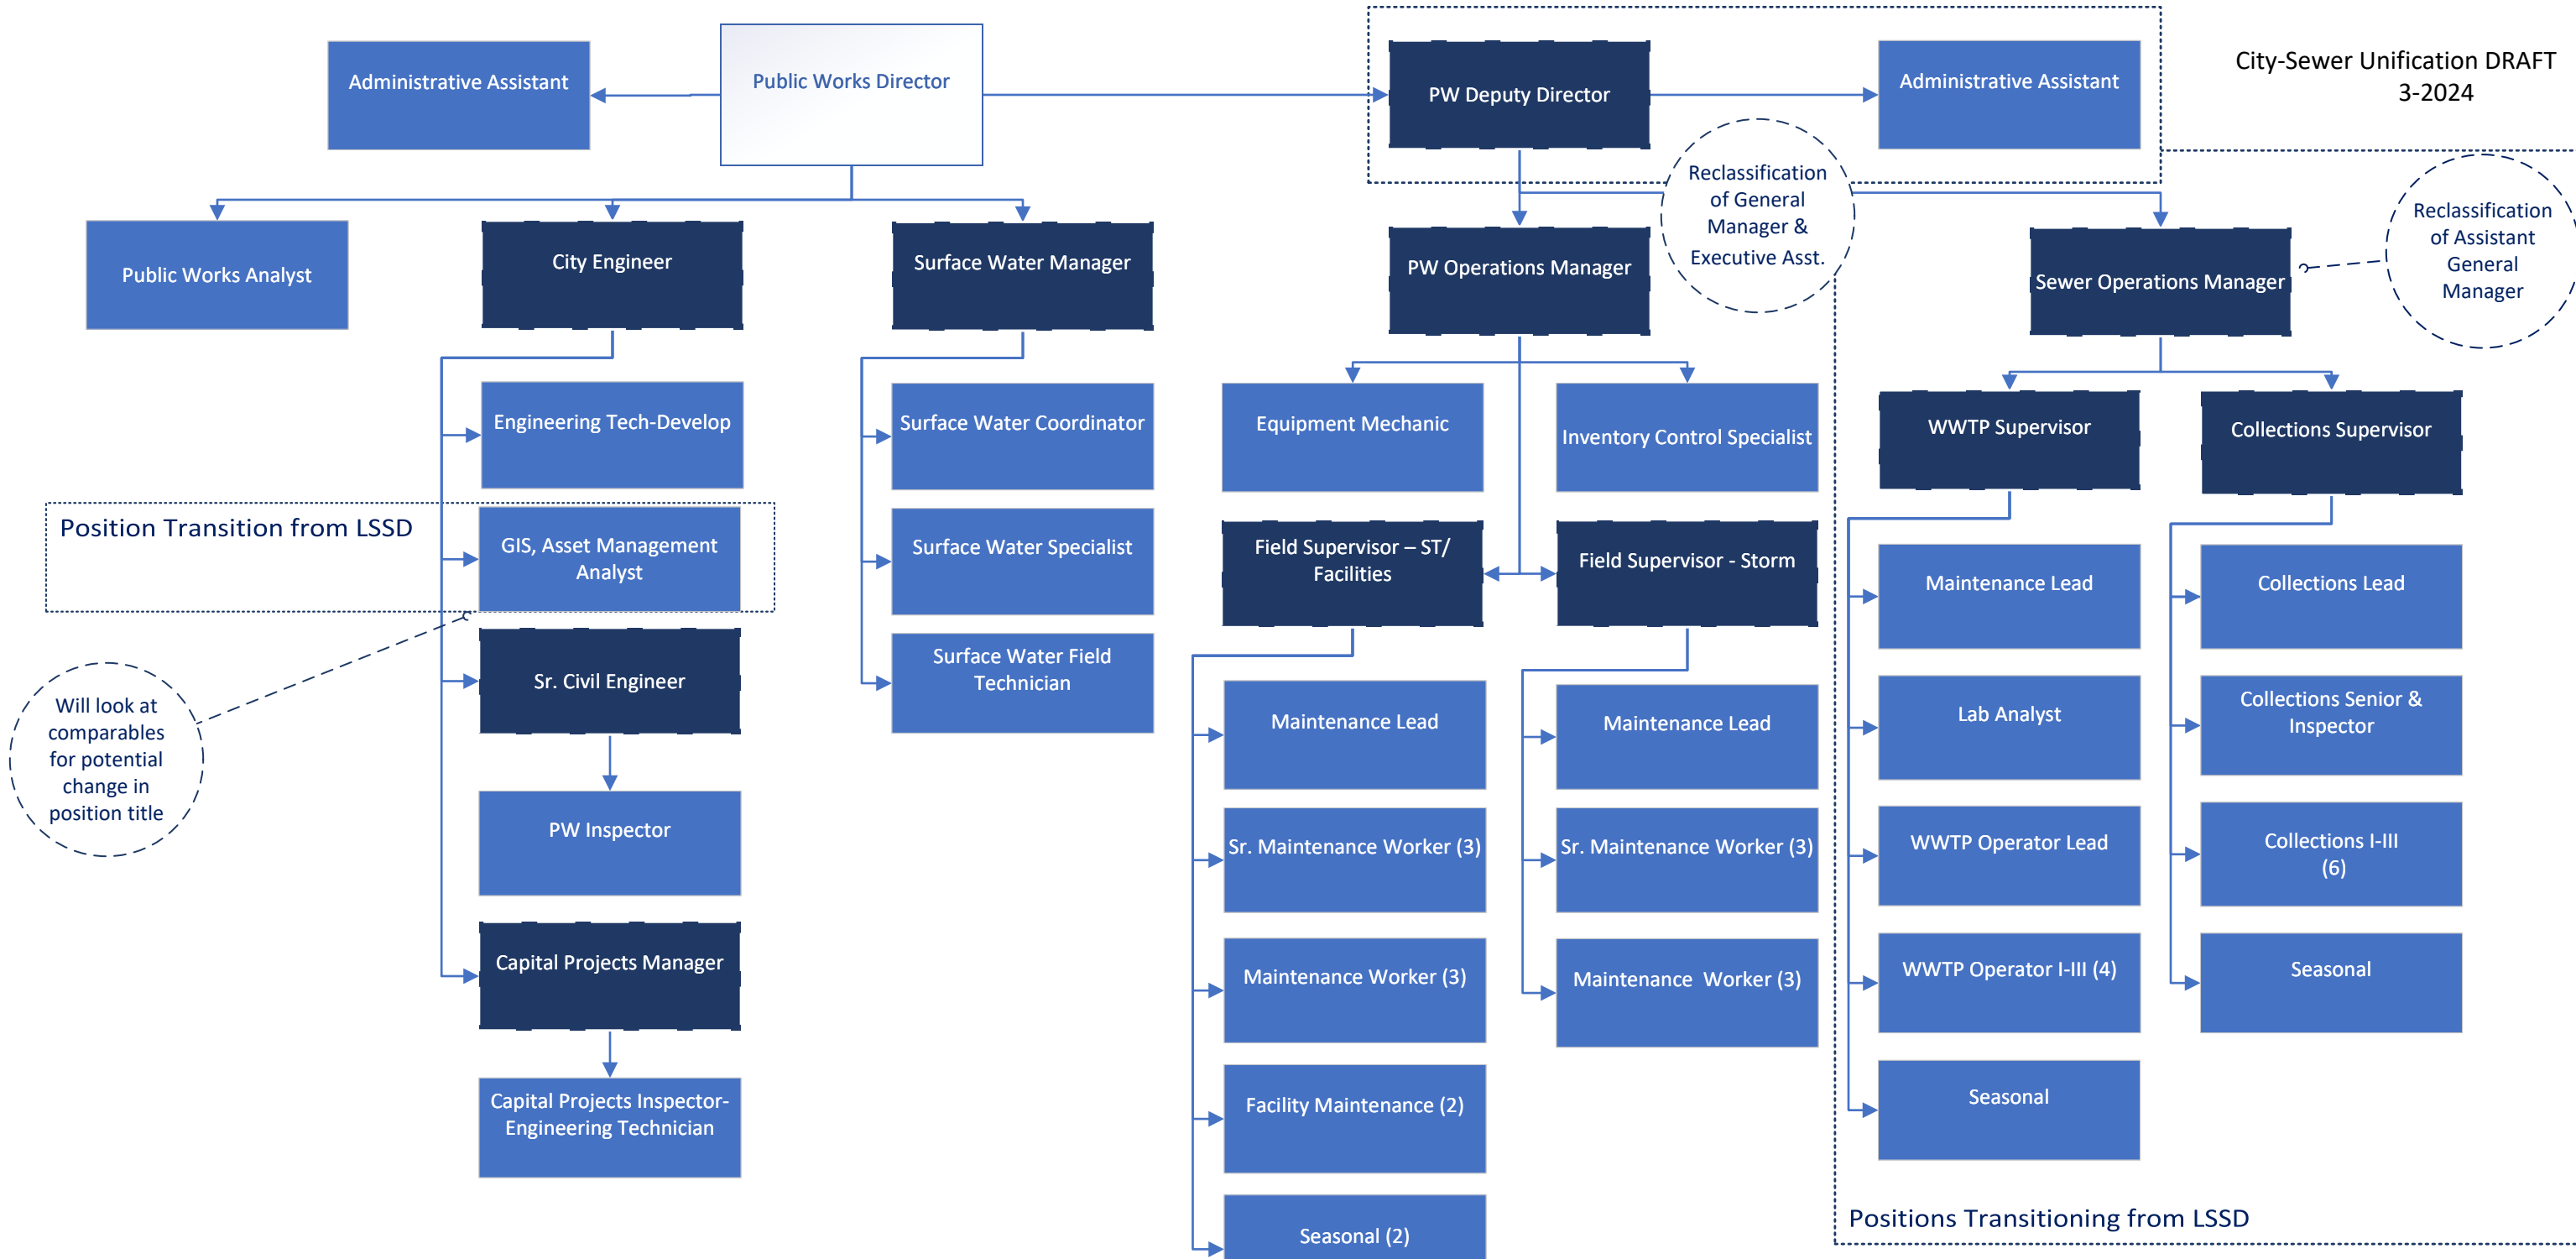 City-Sewer Unification DRAFT
3-2024
Administrative Assistant
Public Works Director
PW Deputy Director
Administrative Assistant
Reclassification
of General
Manager &
Executive Asst.
Reclassification
of Assistant
General
Manager
Public Works Analyst
City Engineer
Surface Water Manager
PW Operations Manager
Sewer Operations Manager
Engineering Tech-Develop
Position Transition from LSSD
GIS, Asset Management
Analyst
Will look at
comparables
for potential
change in
position title
Sr. Civil Engineer
PW Inspector
Capital Projects Manager
Capital Projects Inspector-
Engineering Technician
Surface Water Coordinator
Surface Water Specialist
Surface Water Field
Technician
Equipment Mechanic
Inventory Control Specialist
Field Supervisor – ST/
Facilities
Field Supervisor - Storm
Maintenance Lead
Sr. Maintenance Worker (3)
Maintenance Worker (3)
Facility Maintenance (2)
Seasonal (2)
Maintenance Lead
Sr. Maintenance Worker (3)
Maintenance Worker (3)
WWTP Supervisor
Collections Supervisor
Maintenance Lead
Lab Analyst
WWTP Operator Lead
WWTP Operator I-III (4)
Seasonal
Collections Lead
Collections Senior &
Inspector
Collections I-III
(6)
Seasonal
Positions Transitioning from LSSD